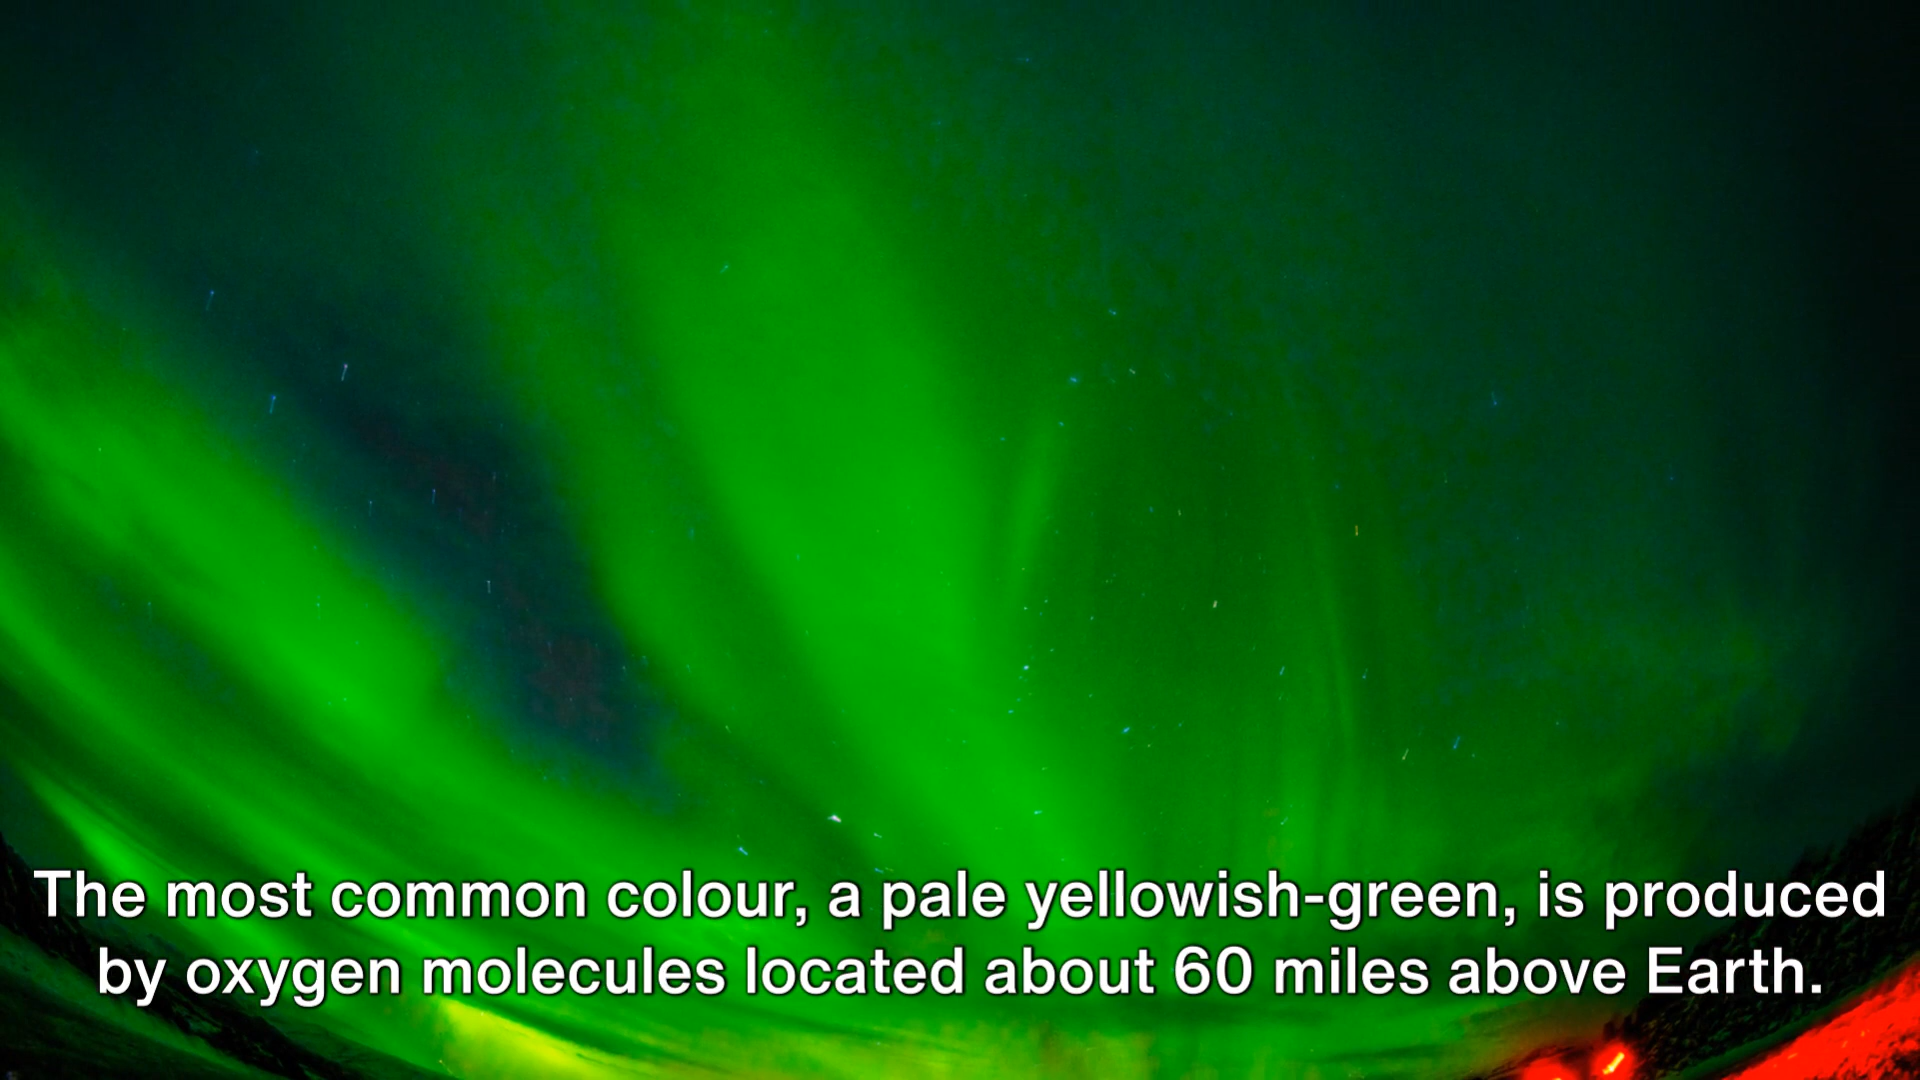 The most common colour, a pale yellowish-green, is produced
by oxygen molecules located about 60 miles above Earth.